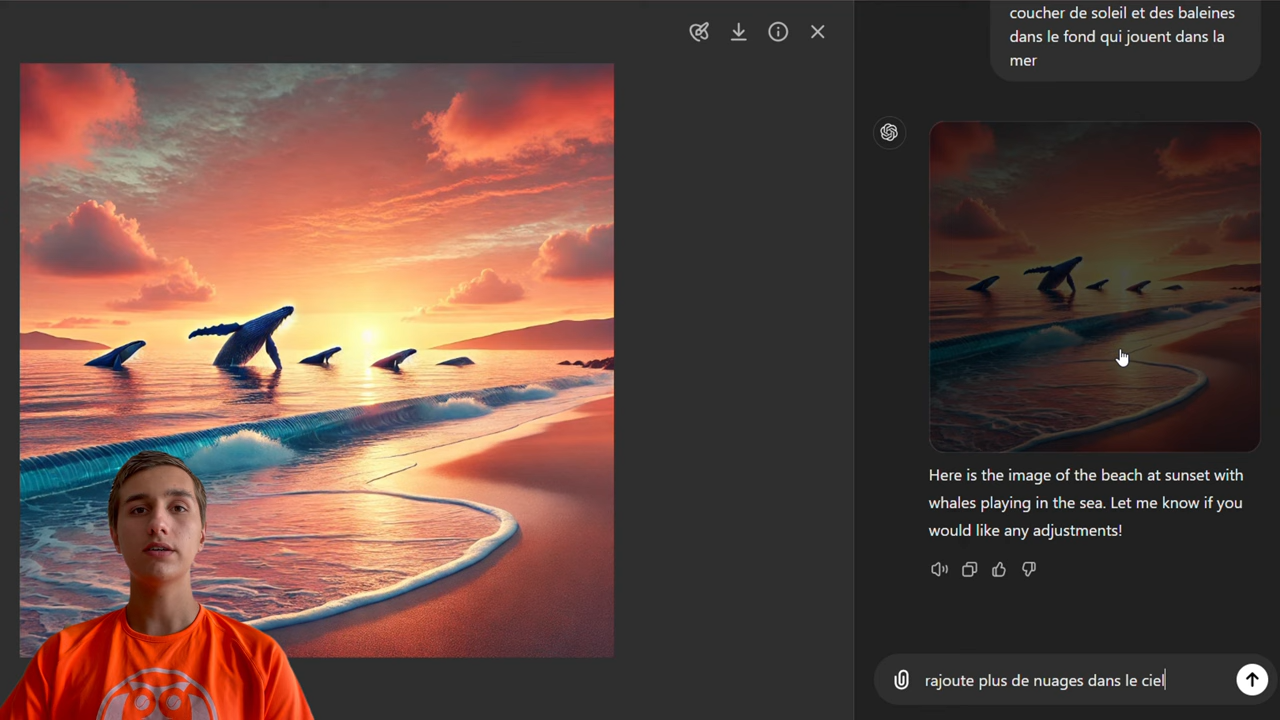 coucher de soleil et des baleines
dans le fond qui jouent dans la
mer
Here is the image of the beach at sunset with
whales playing in the sea. Let me know if you
would like any adjustments!
rajoute plus de nuages dans le ciel